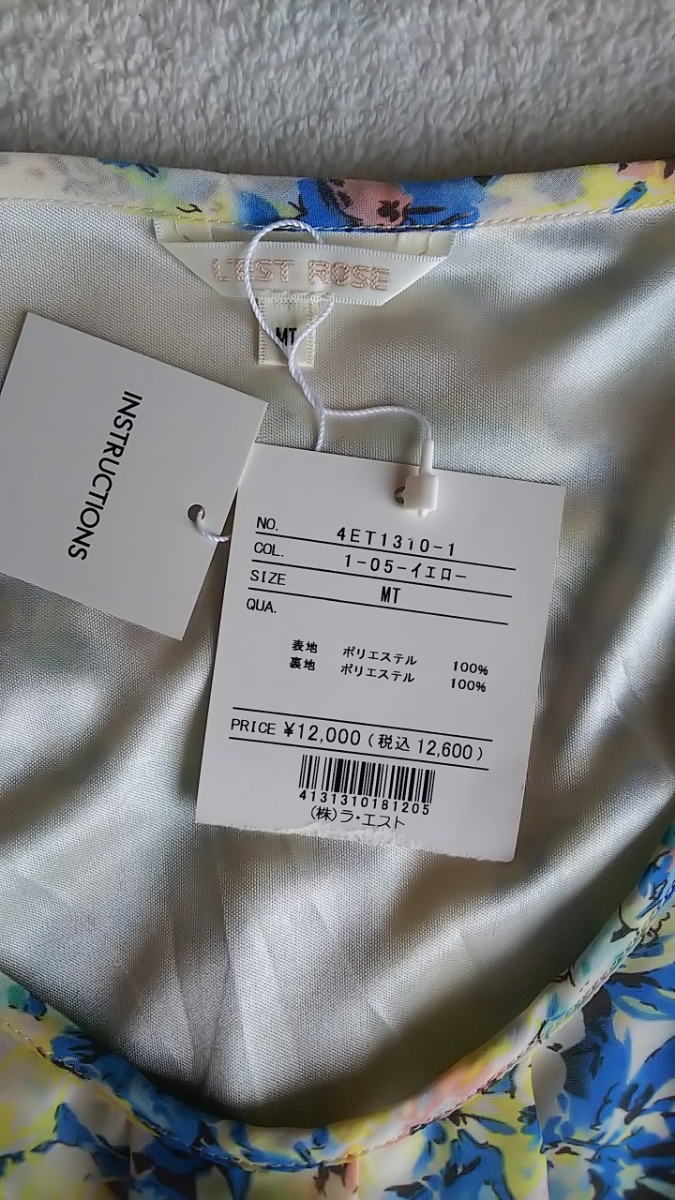 L'EST ROSE
MT
INSTRUCTIONS
NO. 4ET1310-1
COL. 1-05-イエロー
SIZE MT
QUA.
表地 ポリエステル 100%
裏地 ポリエステル 100%
PRICE ¥12,000(税込 12,600)
4131310181205
(株)ラ・エスト